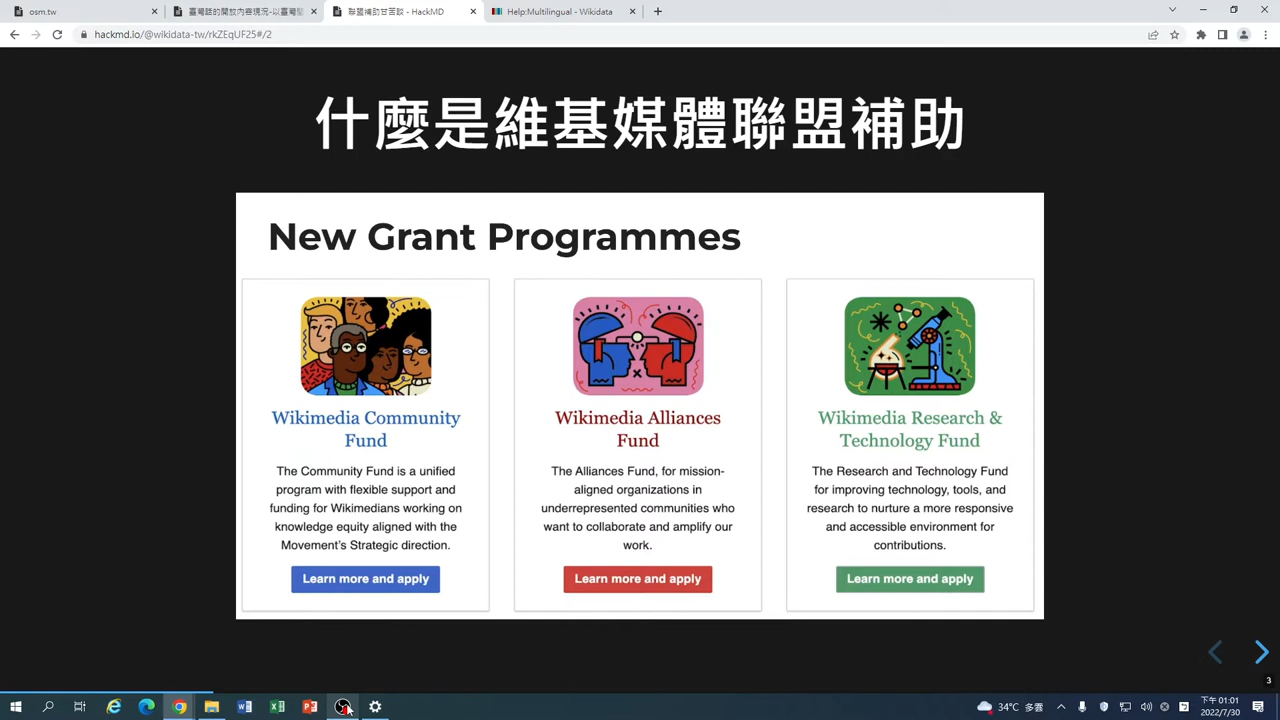 osm.tw
臺灣語的開放內容現況-以臺灣閩
聯盟補助甘苦談 - HackMD
Help:Multilingual - Wikidata
hackmd.io/@wikidata-tw/rkZEqUF25#/2
什麼是維基媒體聯盟補助
New Grant Programmes
Wikimedia Community
Fund
The Community Fund is a unified
program with flexible support and
funding for Wikimedians working on
knowledge equity aligned with the
Movement's Strategic direction.
Learn more and apply
Wikimedia Alliances
Fund
The Alliances Fund, for mission-
aligned organizations in
underrepresented communities who
want to collaborate and amplify our
work.
Learn more and apply
Wikimedia Research &
Technology Fund
The Research and Technology Fund
for improving technology, tools, and
research to nurture a more responsive
and accessible environment for
contributions.
Learn more and apply
3
34°C 多雲
下午 01:01
2022/7/30